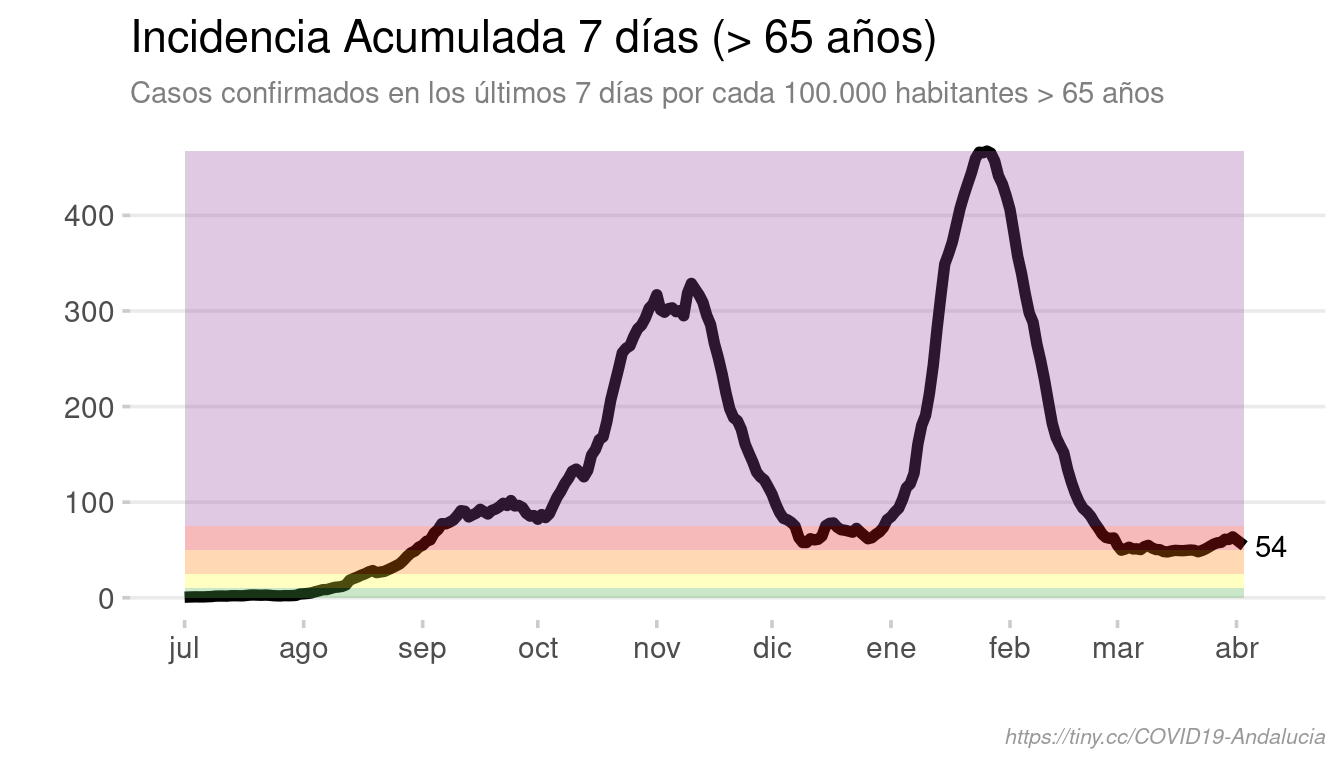 Incidencia Acumulada 7 días (> 65 años)
Casos confirmados en los últimos 7 días por cada 100.000 habitantes > 65 años
400
300
200
100
0
54
jul ago sep oct nov dic ene feb mar abr
https://tiny.cc/COVID19-Andalucia